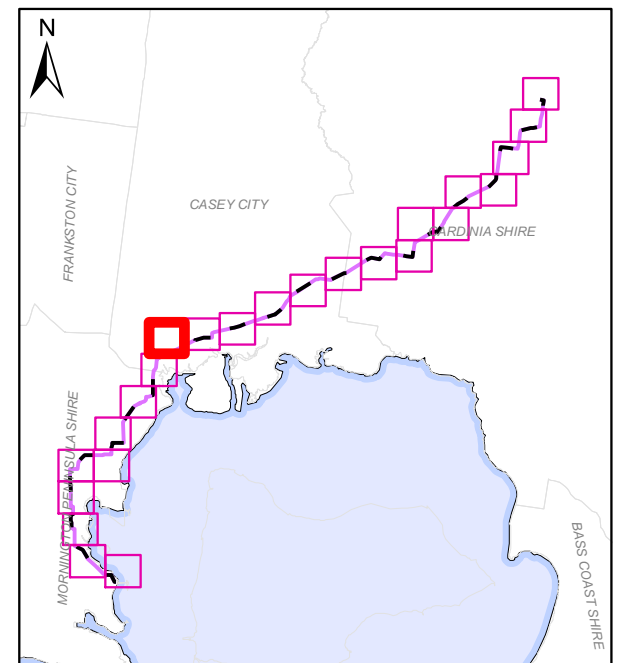 N
FRANKSTON CITY
CASEY CITY
CARDINIA SHIRE
MORNINGTON PENINSULA SHIRE
BASS COAST SHIRE